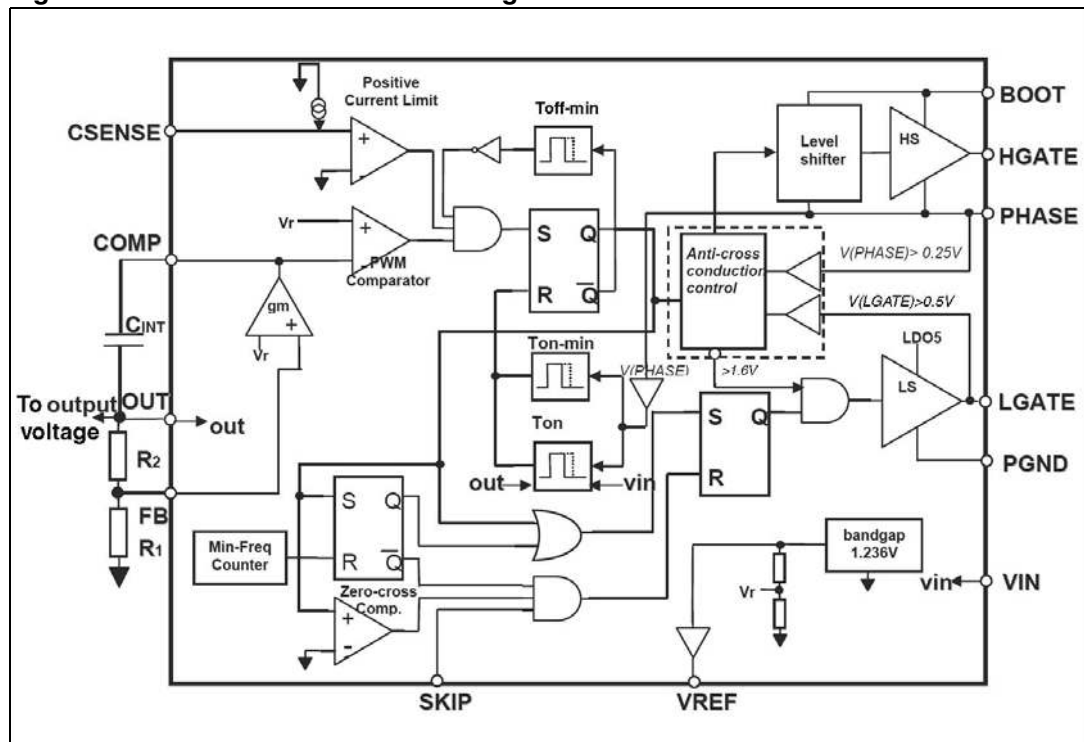 Positive
Current Limit
Toff-min
BOOT
CSENSE
+
-
Level
shifter
HS
HGATE
Vr
+
S
Q
PHASE
COMP
-
PWM
Comparator
R
Q
Anti-cross
conduction
control
V(PHASE)> 0.25V
V(LGATE)>0.5V
gm
+
CINT
Vr
Ton-min
V(PHASE)
>1.6V
LDO5
LS
To output
voltage
OUT
out
S
Q
LGATE
Ton
R2
out
vin
R
PGND
FB
S
Q
R1
Min-Freq
Counter
R
Q
bandgap
1.236V
Zero-cross
Comp.
+
-
Vr
vin
VIN
SKIP
VREF